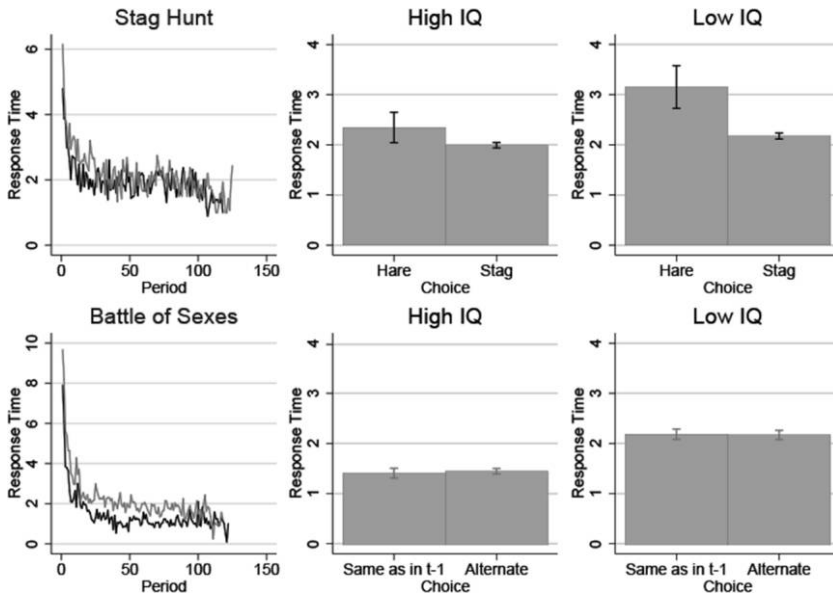 Stag Hunt
Response Time
6
4
2
0
0 50 100 150
Period
High IQ
Response Time
4
3
2
1
0
Hare Stag
Choice
Low IQ
Response Time
4
3
2
1
0
Hare Stag
Choice
Battle of Sexes
Response Time
10
8
6
4
2
0
0 50 100 150
Period
High IQ
Response Time
4
3
2
1
0
Same as in t-1 Alternate
Choice
Low IQ
Response Time
4
3
2
1
0
Same as in t-1 Alternate
Choice